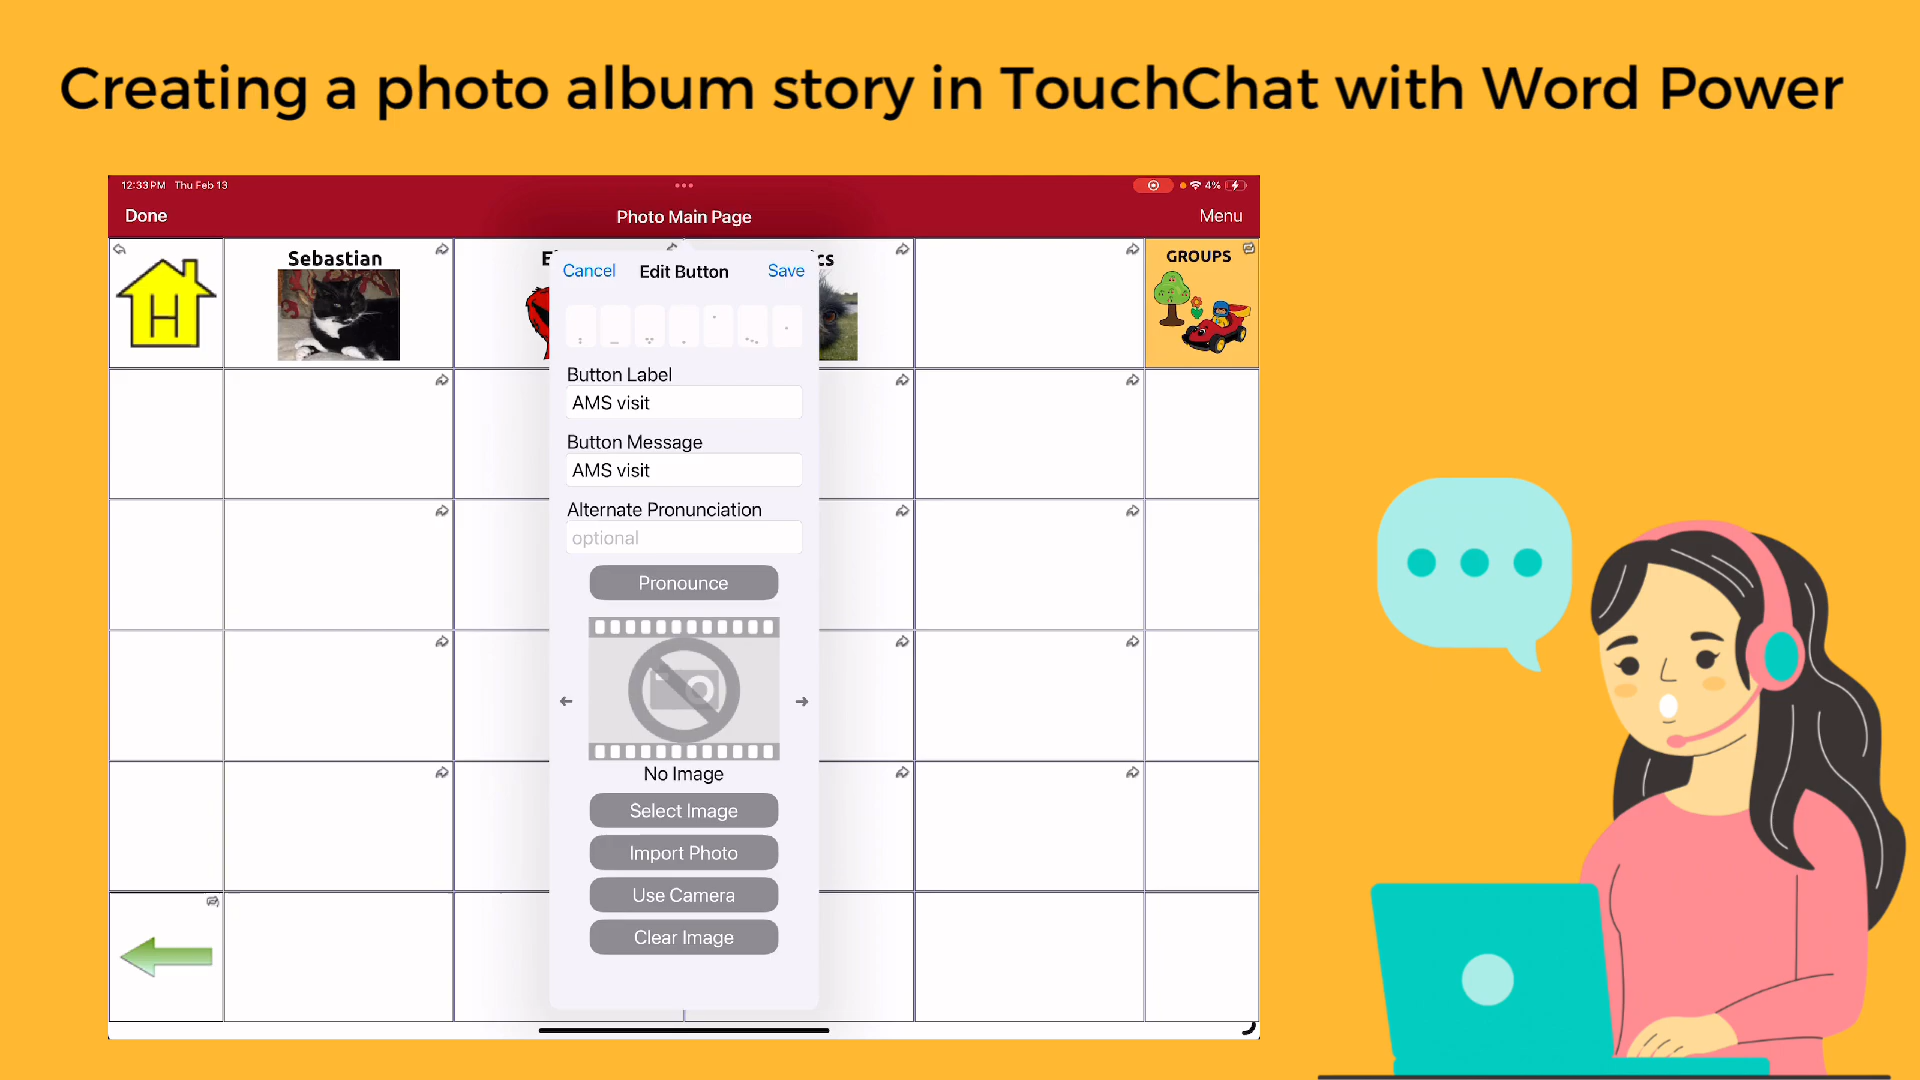 Creating a photo album story in TouchChat with Word Power
12:33 PM Thu Feb 13
4%
Done
Photo Main Page
Menu
H
Sebastian
GROUPS
Cancel
Edit Button
Save
Button Label
AMS visit
Button Message
AMS visit
Alternate Pronunciation
optional
Pronounce
No Image
Select Image
Import Photo
Use Camera
Clear Image